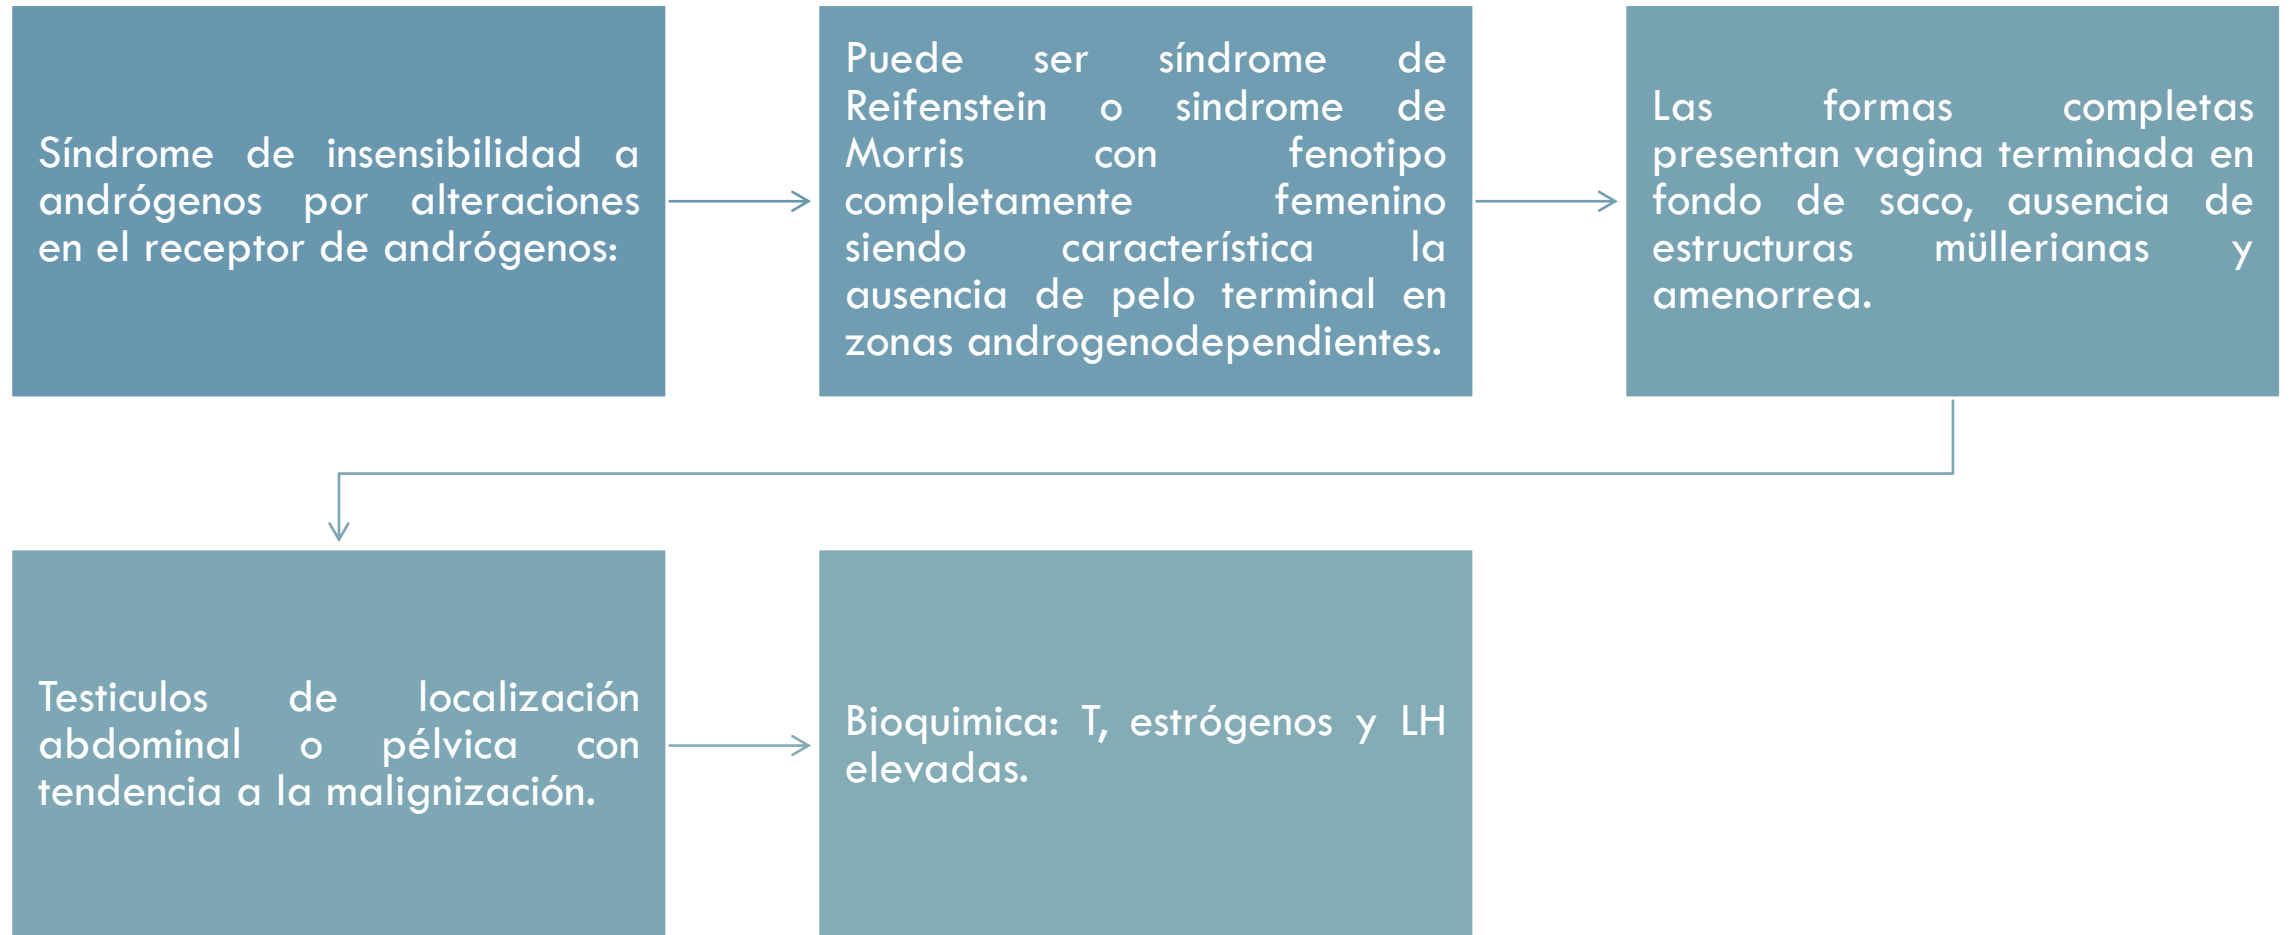 Síndrome de insensibilidad a
andrógenos por alteraciones
en el receptor de andrógenos:
Puede ser síndrome de
Reifenstein o sindrome de
Morris con fenotipo
completamente femenino
siendo característica la
ausencia de pelo terminal en
zonas androgenodependientes.
Las formas completas
presentan vagina terminada en
fondo de saco, ausencia de
estructuras müllerianas y
amenorrea.
Testiculos de localización
abdominal o pélvica con
tendencia a la malignización.
Bioquimica: T, estrógenos y LH
elevadas.